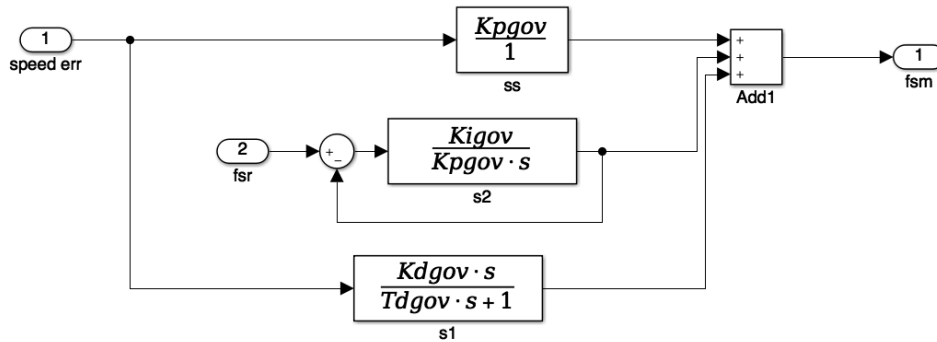 1
speed err
Kpgov
1
ss
+
+
+
Add1
1
fsm
2
fsr
+
−
Kigov
Kpgov · s
s2
Kdgov · s
Tdgov · s + 1
s1